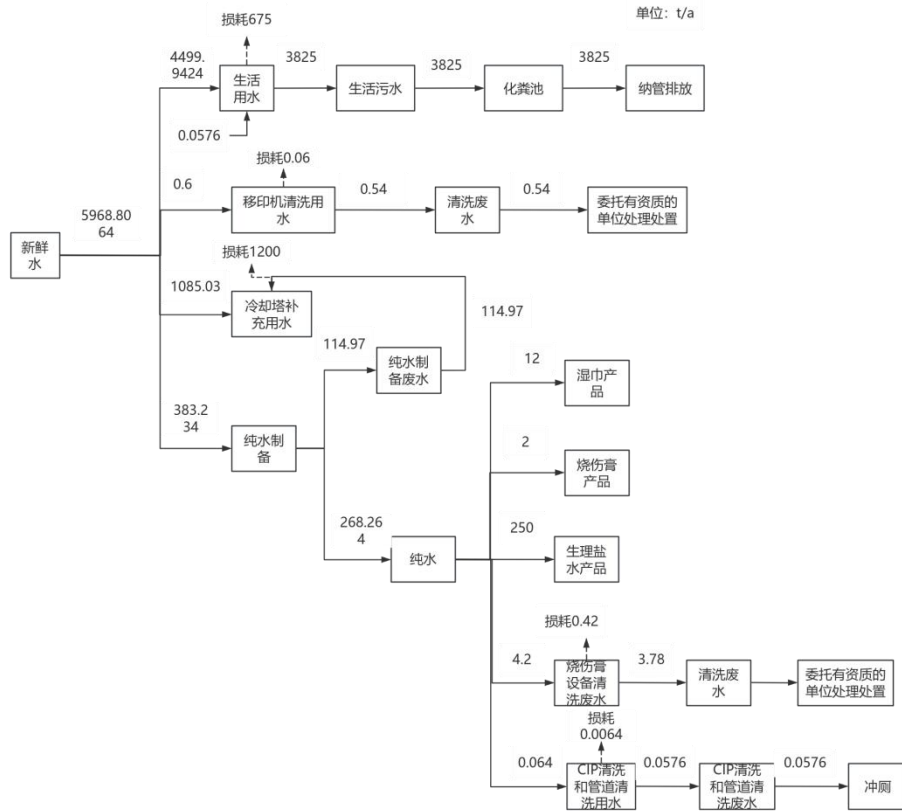 单位：t/a
损耗675
4499.
9424
3825
3825
3825
生活
用水
生活污水
化粪池
纳管排放
0.0576
损耗0.06
0.6
0.54
0.54
移印机清洗用
水
清洗废
水
委托有资质的
单位处理处置
5968.80
64
新鲜
水
损耗1200
1085.03
冷却塔补
充用水
114.97
114.97
纯水制
备废水
12
湿巾产
品
383.2
34
纯水制
备
2
烧伤膏
产品
268.26
4
纯水
250
生理盐
水产品
损耗0.42
4.2
3.78
烧伤膏
设备清
洗废水
清洗废
水
委托有资质的
单位处理处置
损耗
0.0064
0.064
0.0576
0.0576
CIP清洗
和管道清
洗用水
CIP清洗
和管道清
洗废水
冲厕